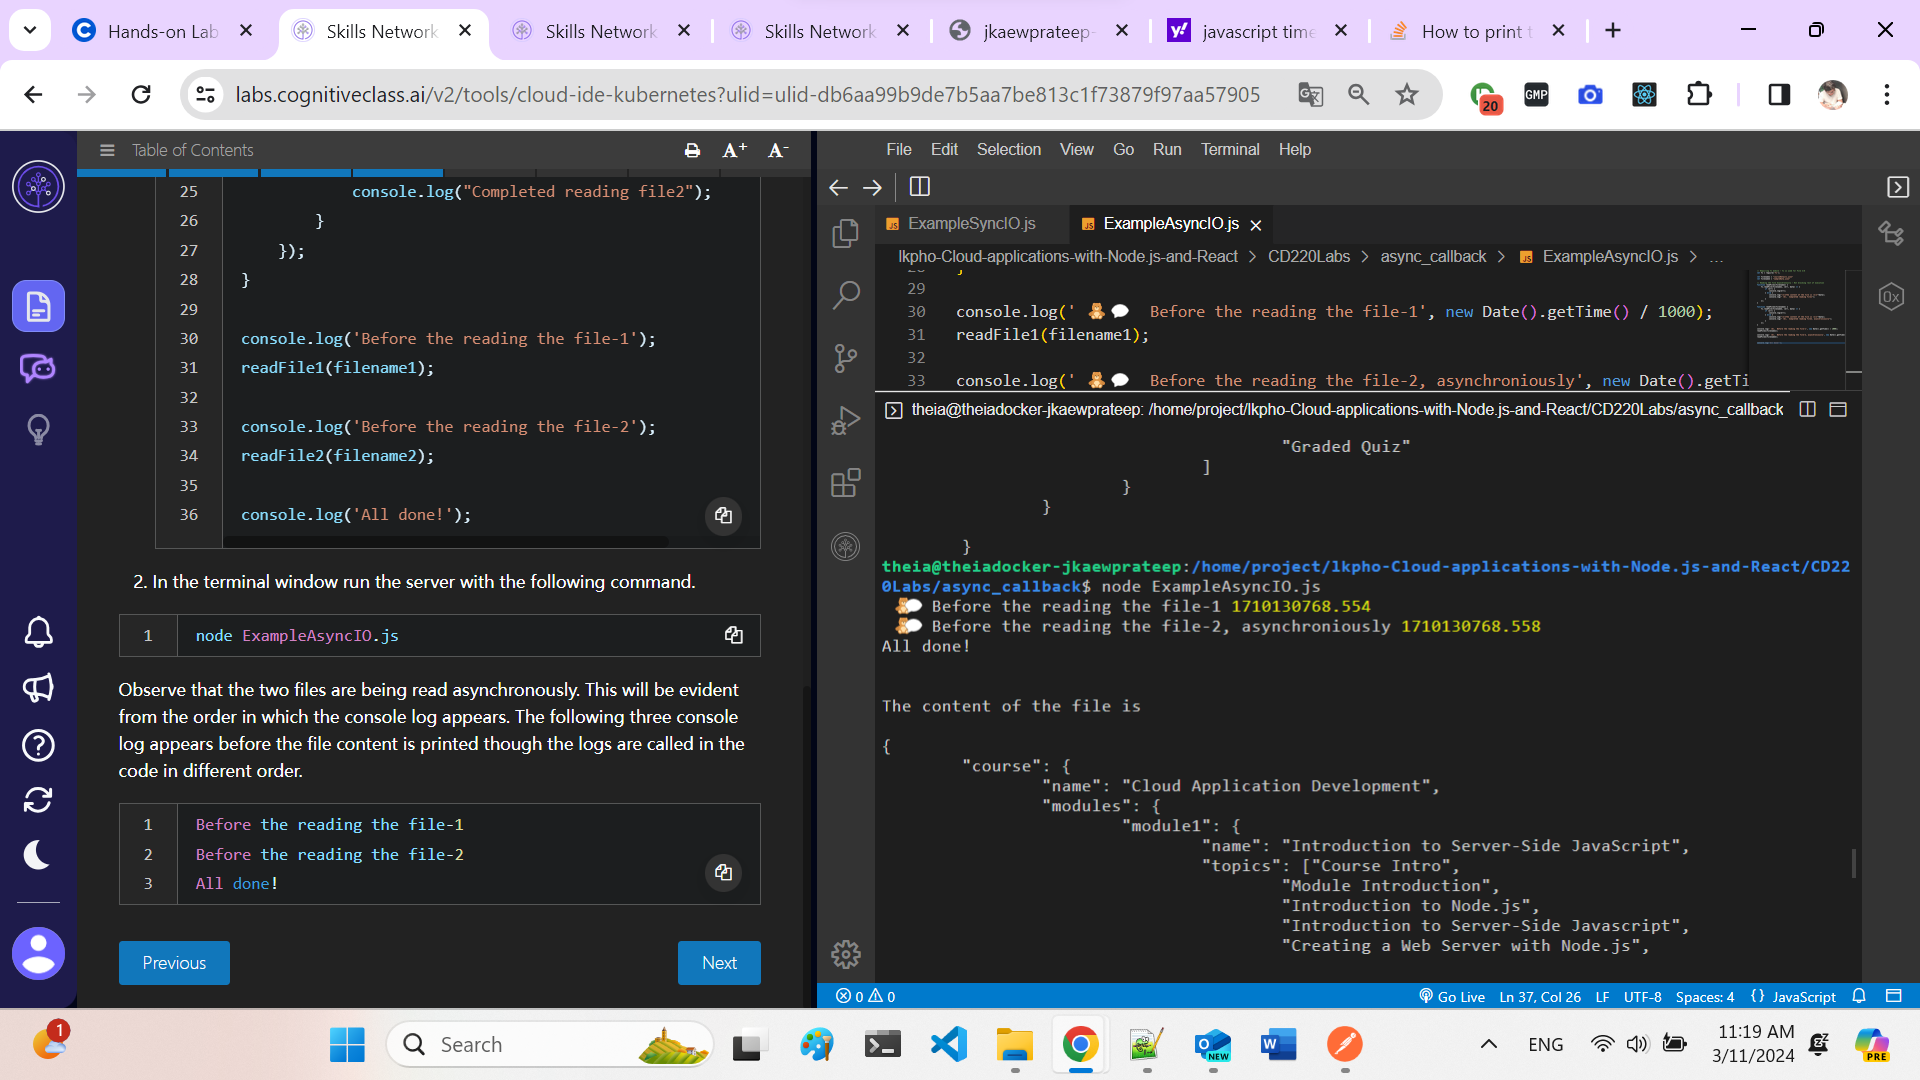 Hands-on Lab
Skills Network
Skills Network
Skills Network
jkaewprateep-
javascript time
How to print t
labs.cognitiveclass.ai/v2/tools/cloud-ide-kubernetes?ulid=ulid-db6aa99b9de7b5aa7be813c1f73879f97aa57905
20
GMP
Table of Contents
A+ A-
25 console.log("Completed reading file2");
26 }
27 });
28 }
29
30 console.log('Before the reading the file-1');
31 readFile1(filename1);
32
33 console.log('Before the reading the file-2');
34 readFile2(filename2);
35
36 console.log('All done!');
2. In the terminal window run the server with the following command.
1 node ExampleAsyncIO.js
Observe that the two files are being read asynchronously. This will be evident
from the order in which the console log appears. The following three console
log appears before the file content is printed though the logs are called in the
code in different order.
1 Before the reading the file-1
2 Before the reading the file-2
3 All done!
Previous
Next
File Edit Selection View Go Run Terminal Help
ExampleSyncIO.js
ExampleAsyncIO.js
lkpho-Cloud-applications-with-Node.js-and-React > CD220Labs > async_callback > ExampleAsyncIO.js > ...
28 }
29
30 console.log(' 🧸💬 Before the reading the file-1', new Date().getTime() / 1000);
31 readFile1(filename1);
32
33 console.log(' 🧸💬 Before the reading the file-2, asynchroniously', new Date().getTi
theia@theiadocker-jkaewprateep: /home/project/lkpho-Cloud-applications-with-Node.js-and-React/CD220Labs/async_callback
"Graded Quiz"
]
}
}
}
theia@theiadocker-jkaewprateep:/home/project/lkpho-Cloud-applications-with-Node.js-and-React/CD22
0Labs/async_callback$ node ExampleAsyncIO.js
🧸💬 Before the reading the file-1 1710130768.554
🧸💬 Before the reading the file-2, asynchroniously 1710130768.558
All done!
The content of the file is
{
"course": {
"name": "Cloud Application Development",
"modules": {
"module1": {
"name": "Introduction to Server-Side JavaScript",
"topics": ["Course Intro",
"Module Introduction",
"Introduction to Node.js",
"Introduction to Server-Side Javascript",
"Creating a Web Server with Node.js",
0 0
Go Live Ln 37, Col 26 LF UTF-8 Spaces: 4 {} JavaScript
1
Search
NEW
ENG
11:19 AM
3/11/2024
PRE